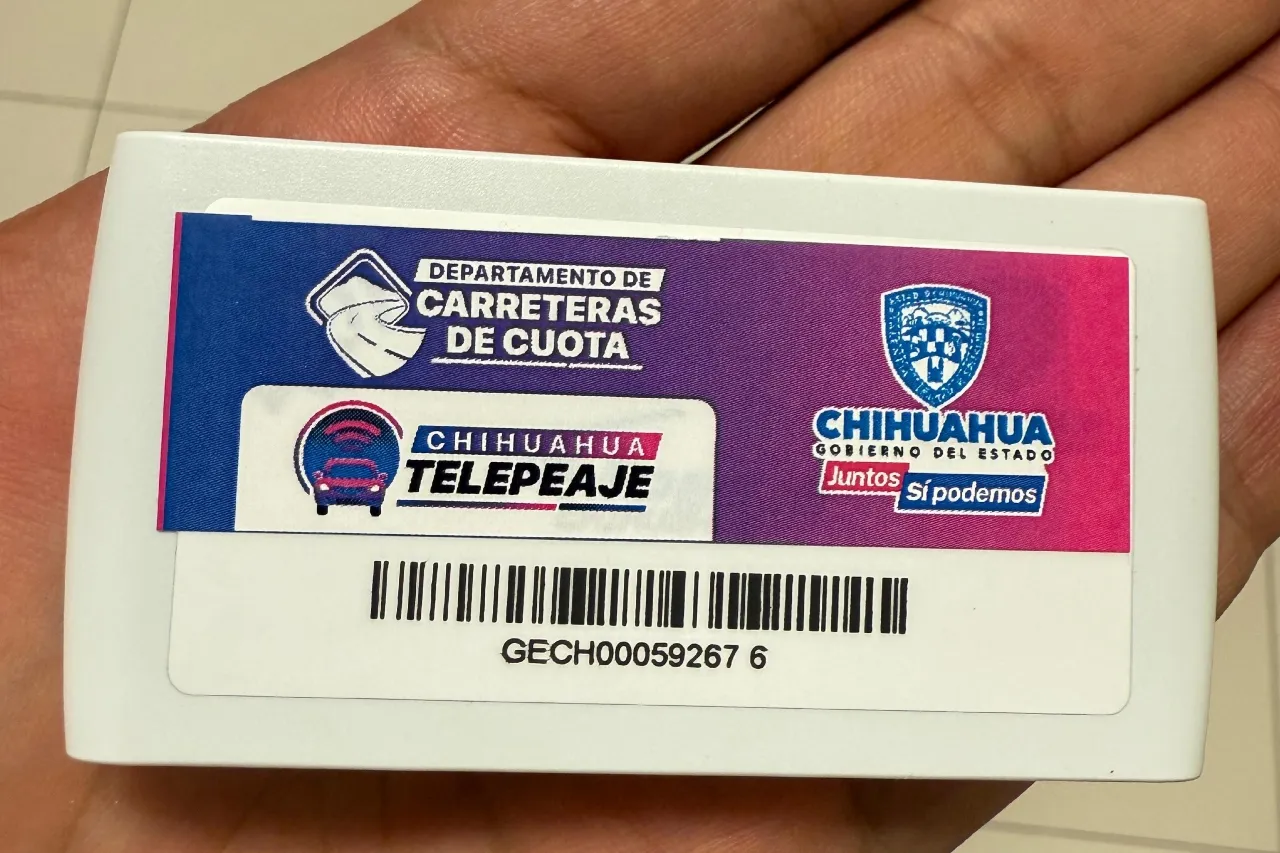 DEPARTAMENTO DE
CARRETERAS
DE CUOTA
CHIHUAHUA
TELEPEAJE
CHIHUAHUA
GOBIERNO DEL ESTADO
Juntos
Sí podemos
GECH00059267 6